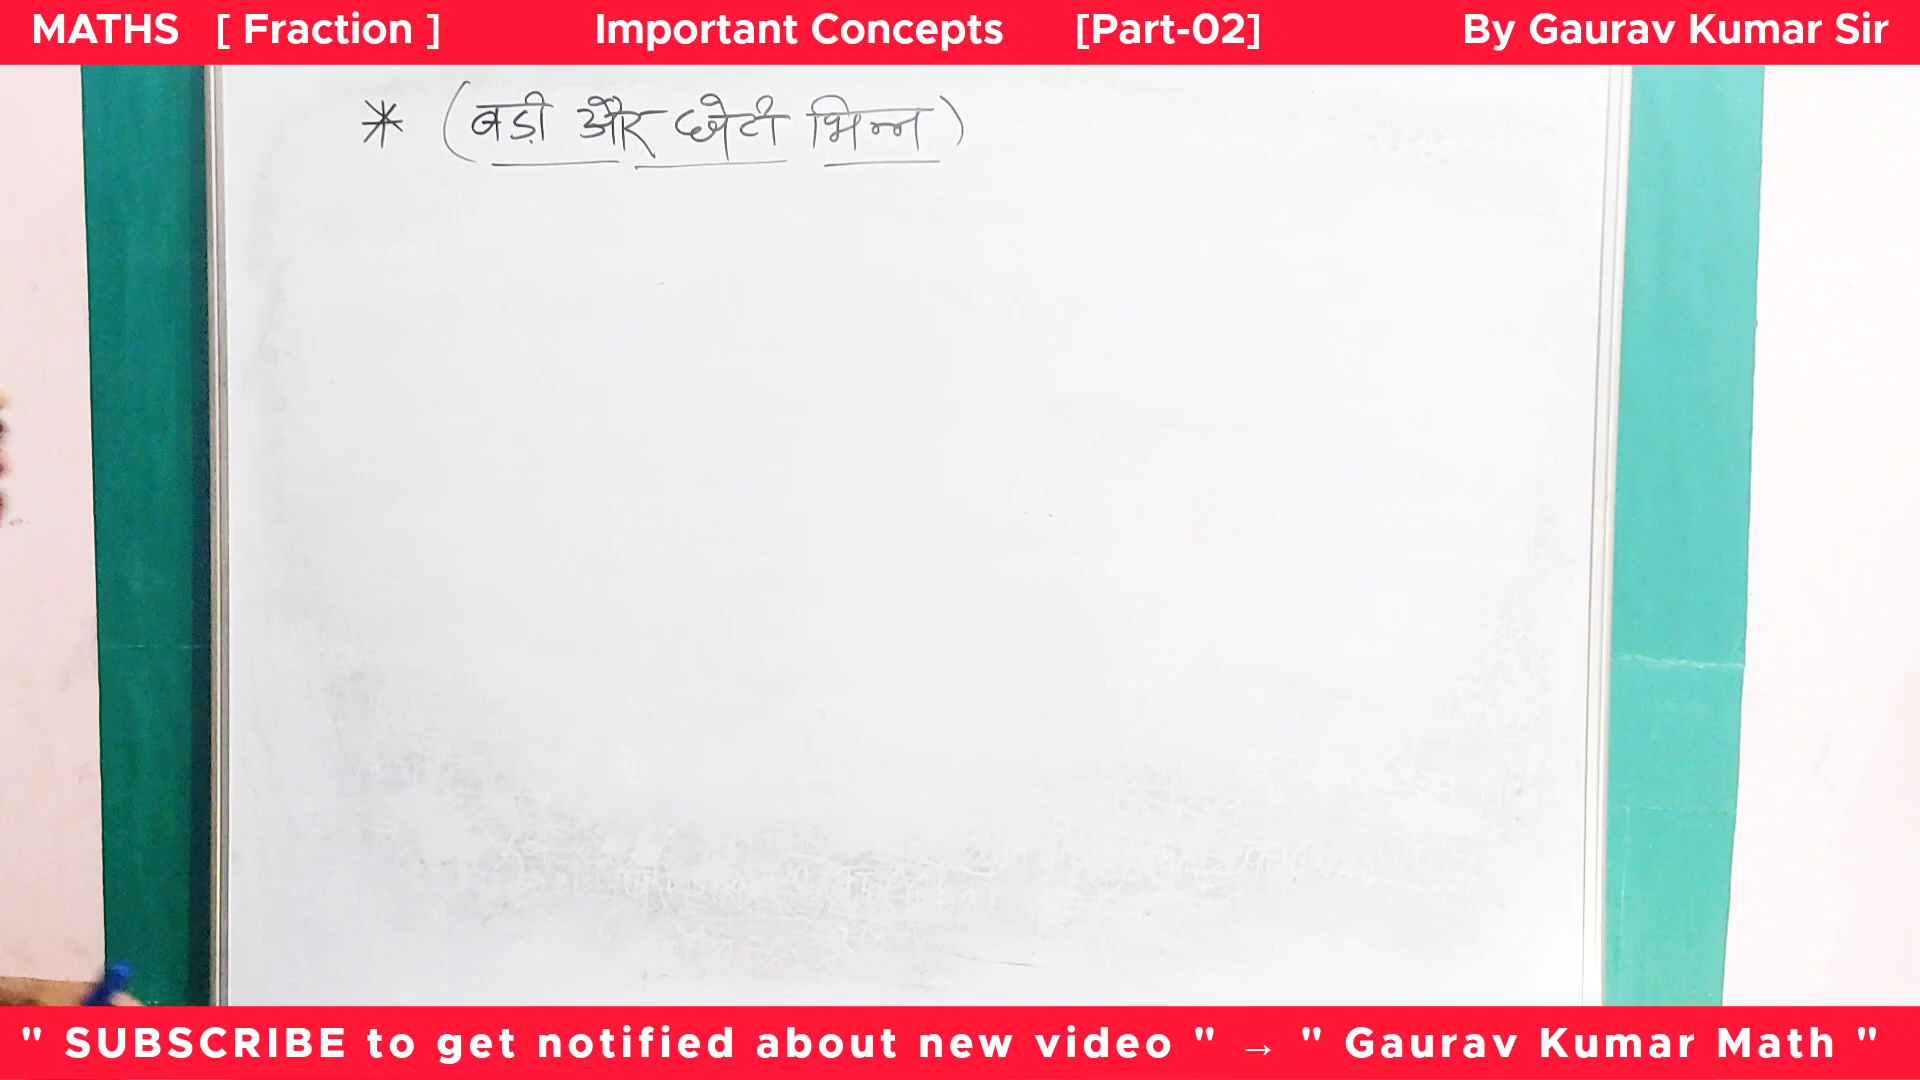 MATHS [ Fraction ] Important Concepts [Part-02] By Gaurav Kumar Sir
* (बड़ी और छोटी भिन्न)
" SUBSCRIBE to get notified about new video " → " Gaurav Kumar Math "